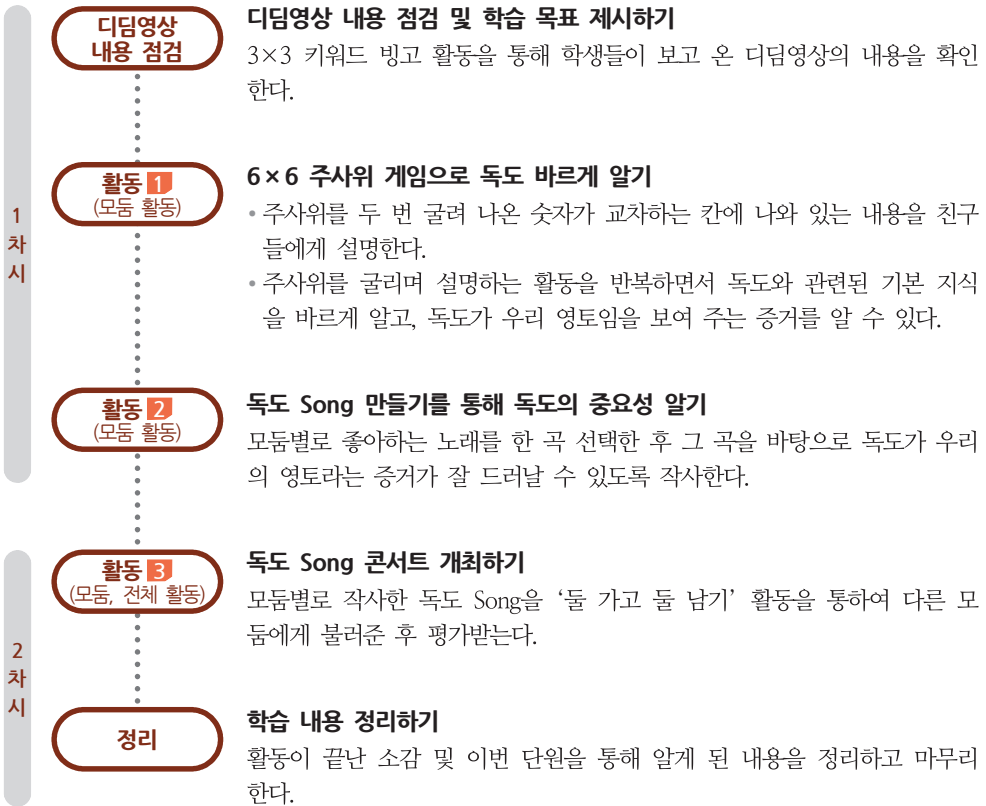 디딤영상
내용 점검
디딤영상 내용 점검 및 학습 목표 제시하기
3×3 키워드 빙고 활동을 통해 학생들이 보고 온 디딤영상의 내용을 확인
한다.
1
차
시
활동 1
(모둠 활동)
6×6 주사위 게임으로 독도 바르게 알기
• 주사위를 두 번 굴려 나온 숫자가 교차하는 칸에 나와 있는 내용을 친구
들에게 설명한다.
• 주사위를 굴리며 설명하는 활동을 반복하면서 독도와 관련된 기본 지식
을 바르게 알고, 독도가 우리 영토임을 보여 주는 증거를 알 수 있다.
활동 2
(모둠 활동)
독도 Song 만들기를 통해 독도의 중요성 알기
모둠별로 좋아하는 노래를 한 곡 선택한 후 그 곡을 바탕으로 독도가 우리
의 영토라는 증거가 잘 드러날 수 있도록 작사한다.
2
차
시
활동 3
(모둠, 전체 활동)
독도 Song 콘서트 개최하기
모둠별로 작사한 독도 Song을 ‘둘 가고 둘 남기’ 활동을 통하여 다른 모
둠에게 불러준 후 평가받는다.
정리
학습 내용 정리하기
활동이 끝난 소감 및 이번 단원을 통해 알게 된 내용을 정리하고 마무리
한다.